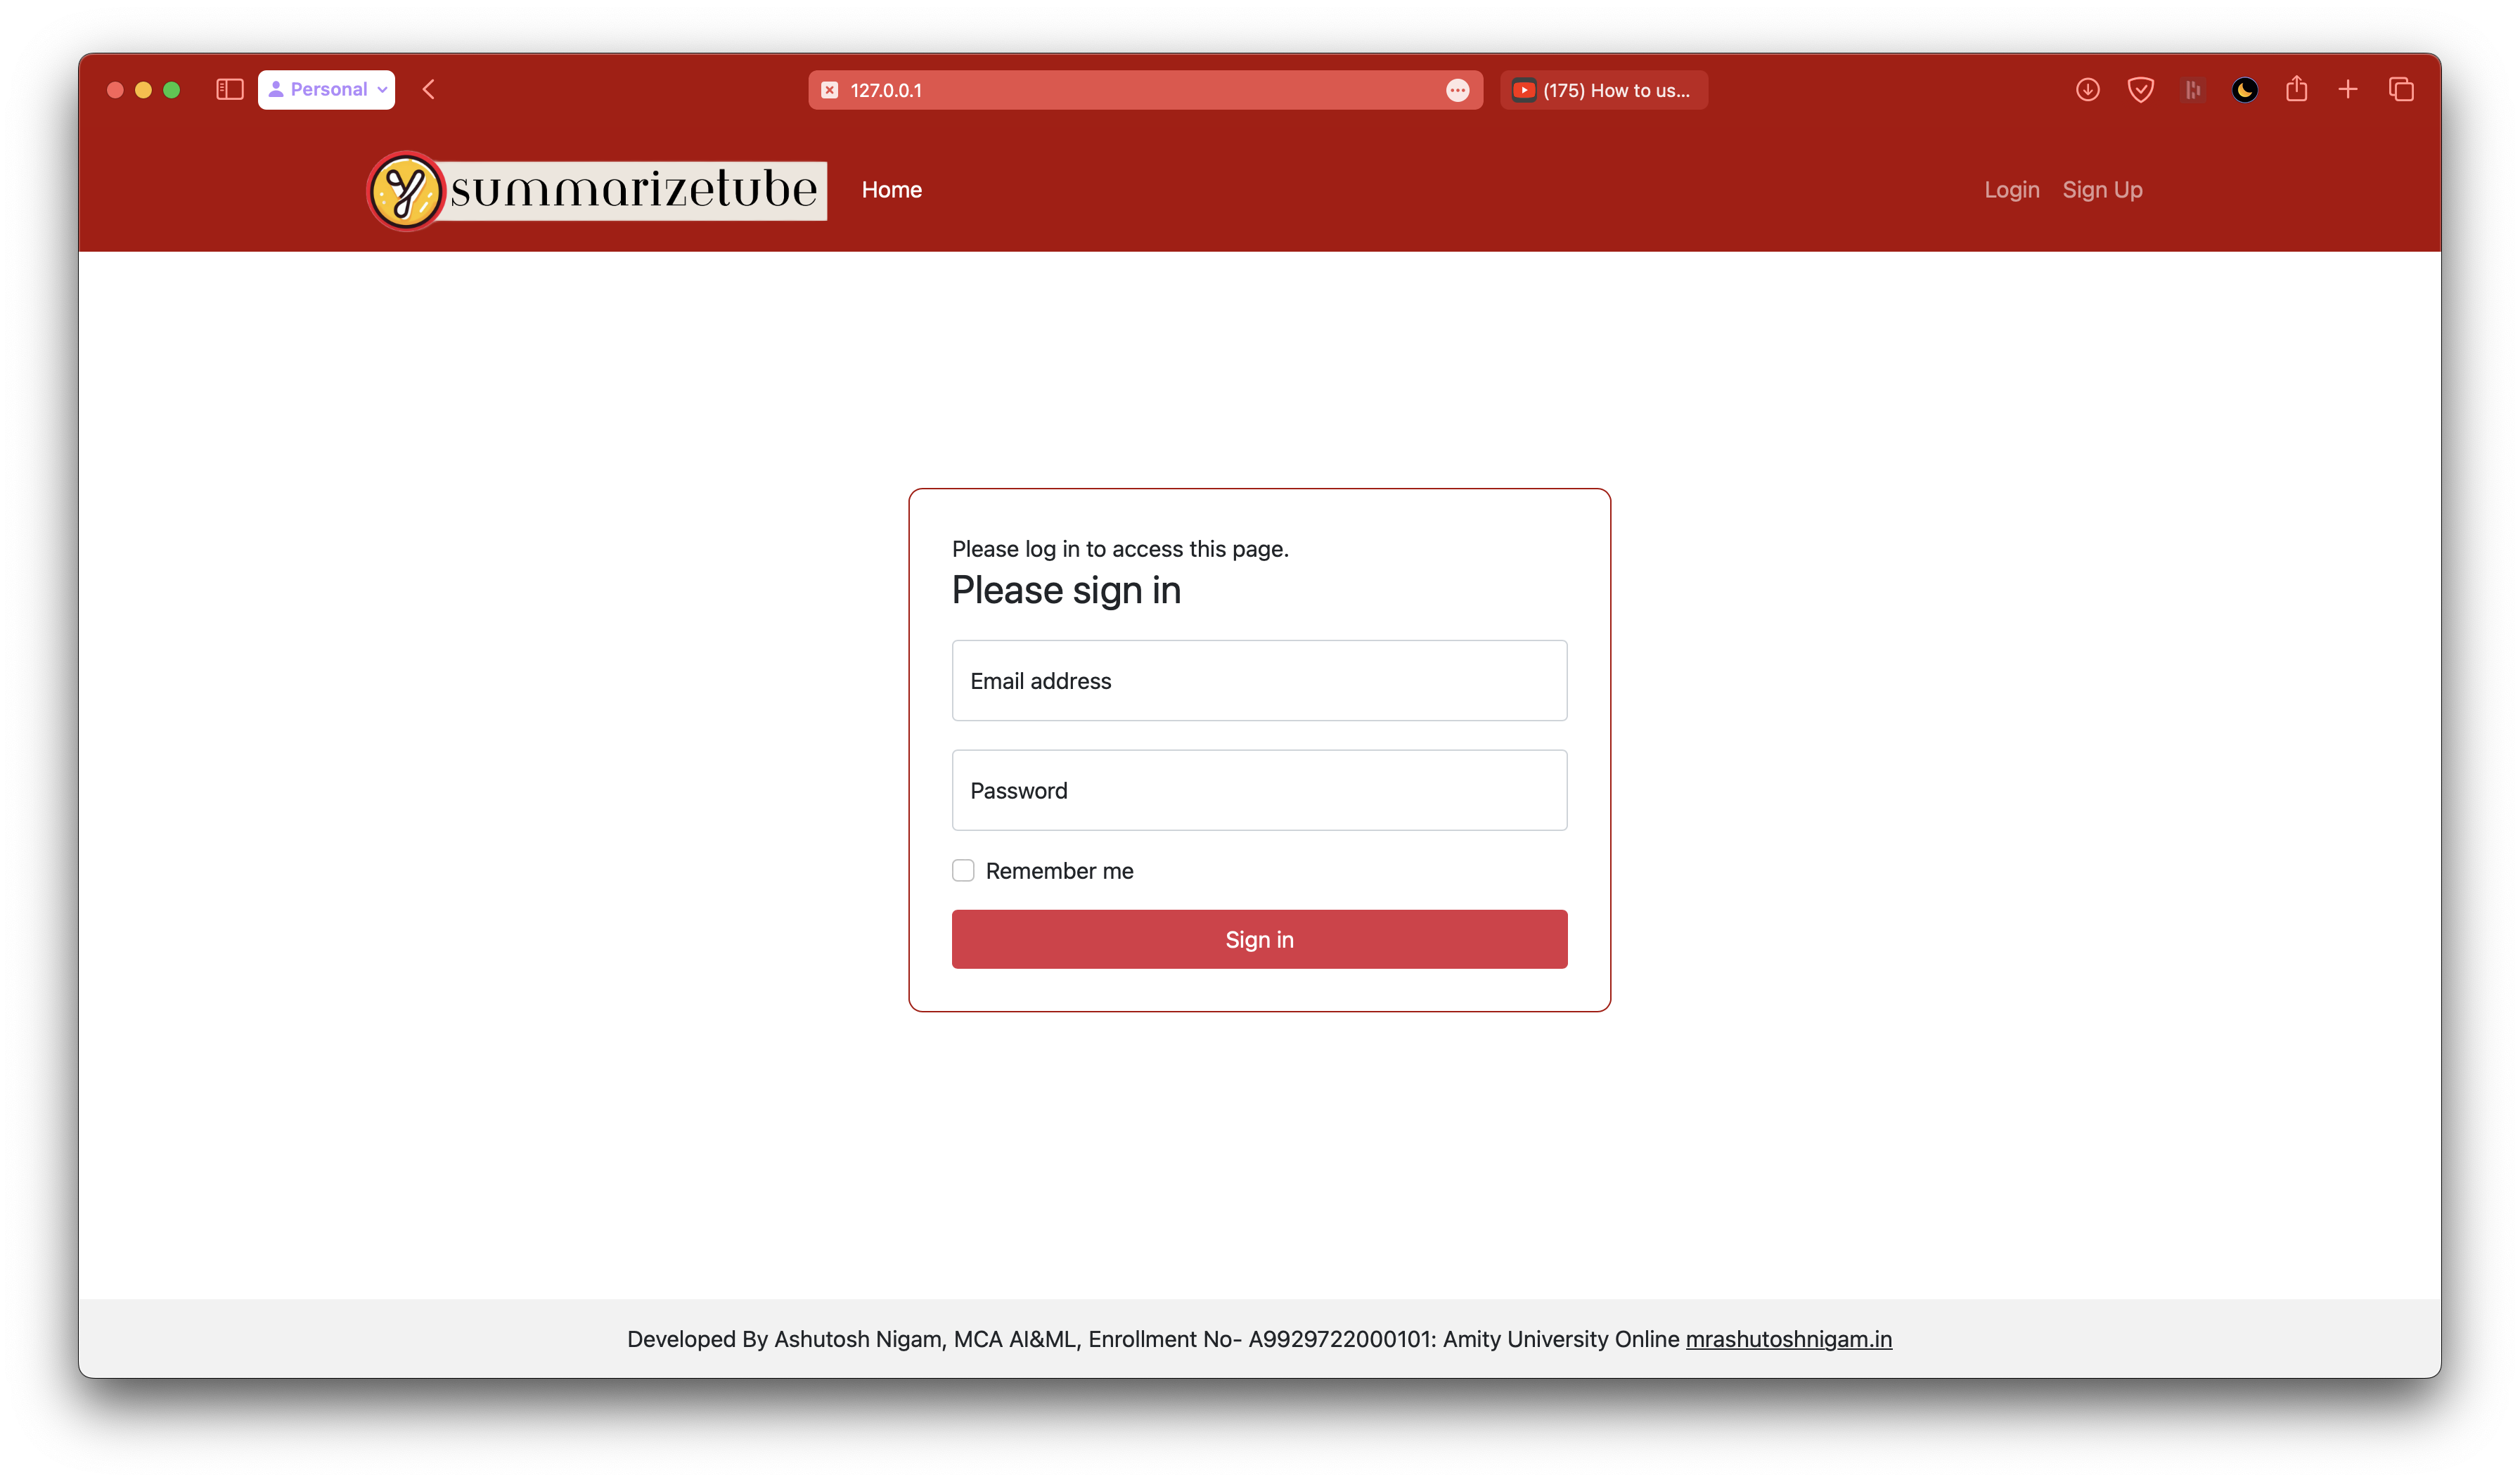 Personal
127.0.0.1
(175) How to us...
summarizetube
Home
Login
Sign Up
Please log in to access this page.
Please sign in
Email address
Password
Remember me
Sign in
Developed By Ashutosh Nigam, MCA AI&ML, Enrollment No- A9929722000101: Amity University Online mrashutoshnigam.in